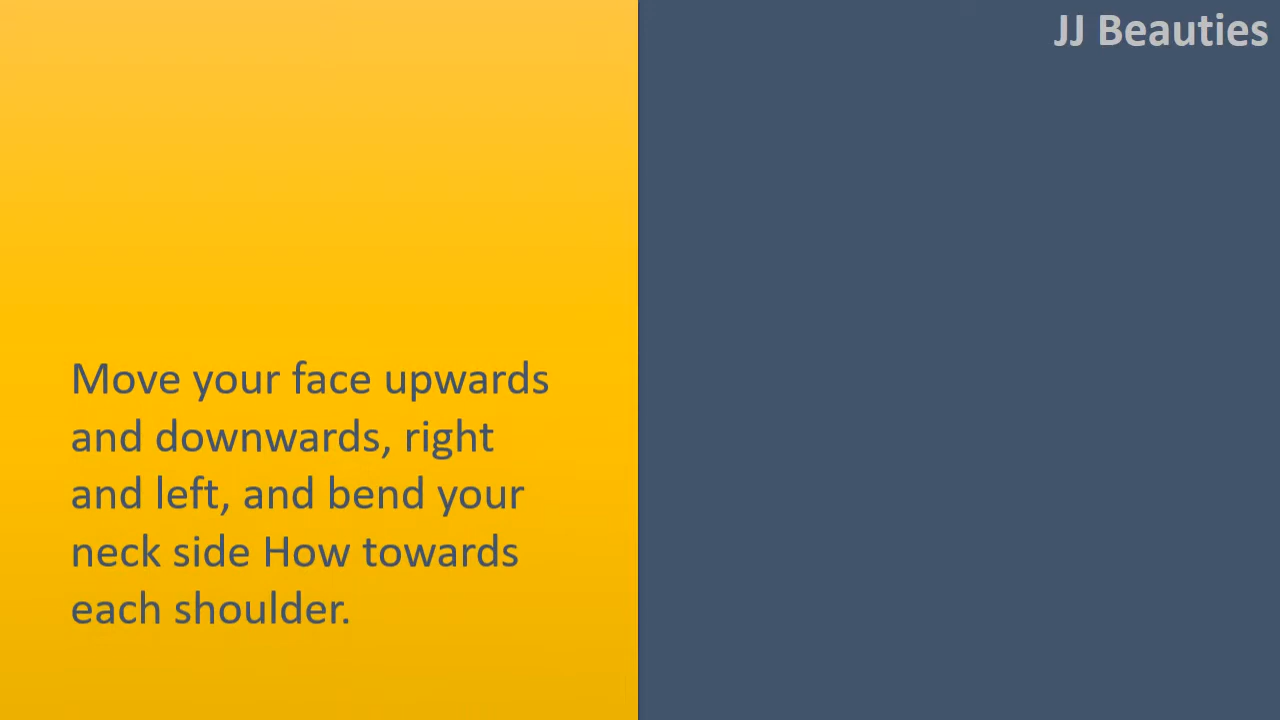 JJ Beauties
Move your face upwards
and downwards, right
and left, and bend your
neck side How towards
each shoulder.